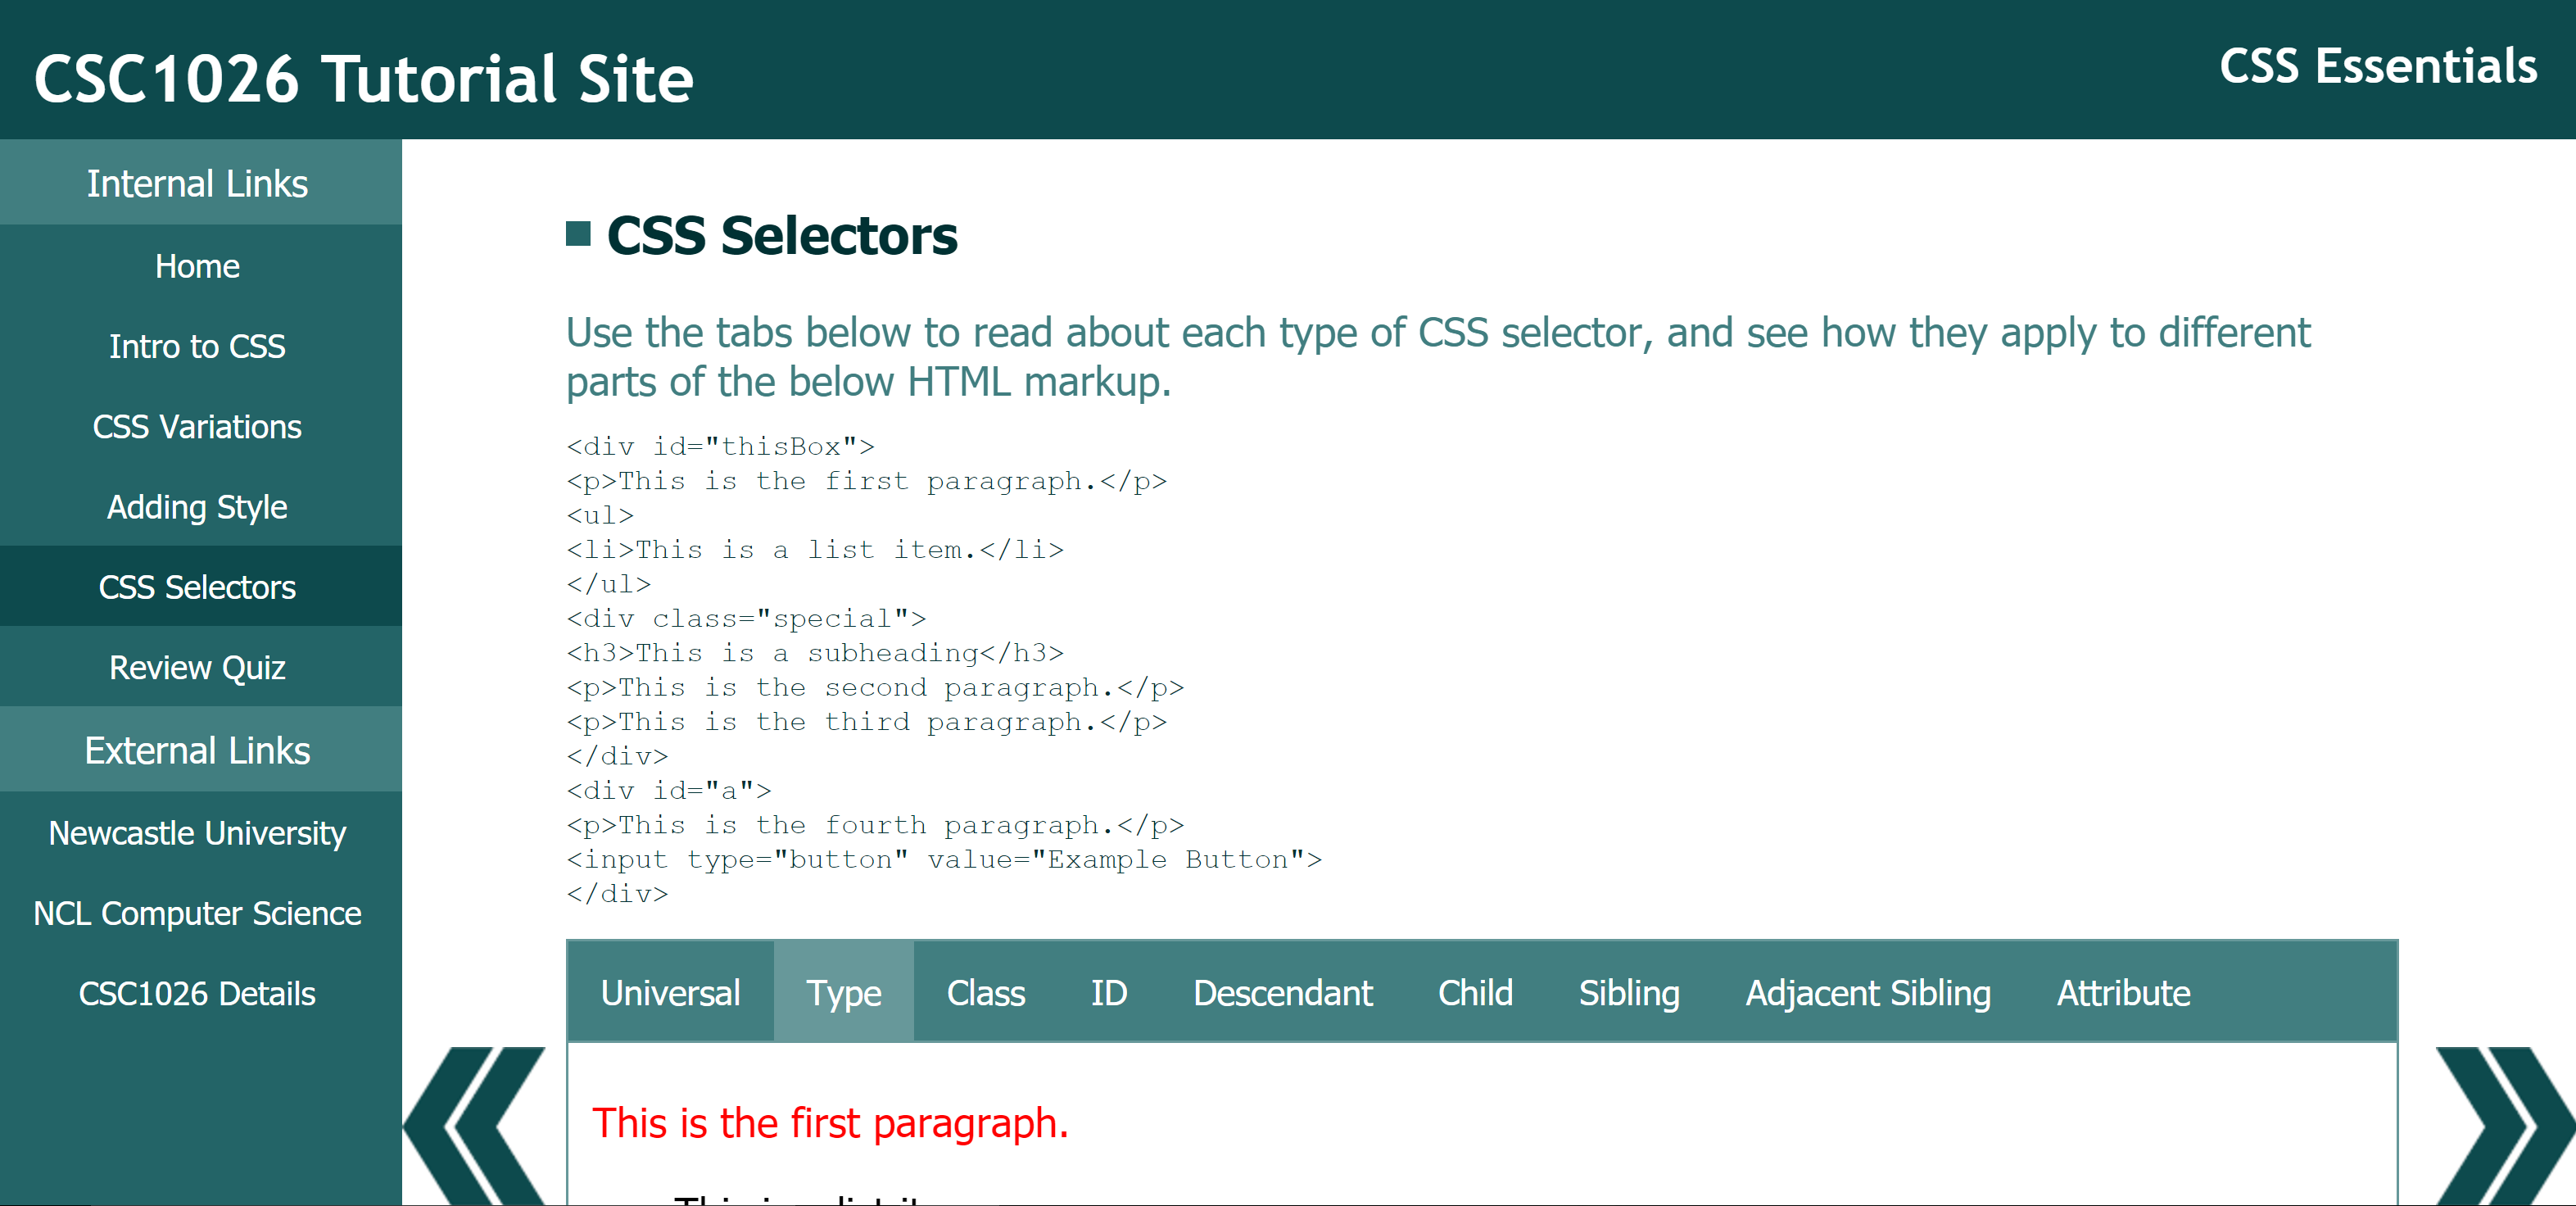 CSC1026 Tutorial Site
CSS Essentials
Internal Links
Home
Intro to CSS
CSS Variations
Adding Style
CSS Selectors
Review Quiz
External Links
Newcastle University
NCL Computer Science
CSC1026 Details
CSS Selectors
Use the tabs below to read about each type of CSS selector, and see how they apply to different
parts of the below HTML markup.
<div id="thisBox">
<p>This is the first paragraph.</p>
<ul>
<li>This is a list item.</li>
</ul>
<div class="special">
<h3>This is a subheading</h3>
<p>This is the second paragraph.</p>
<p>This is the third paragraph.</p>
</div>
<div id="a">
<p>This is the fourth paragraph.</p>
<input type="button" value="Example Button">
</div>
Universal Type Class ID Descendant Child Sibling Adjacent Sibling Attribute
This is the first paragraph.